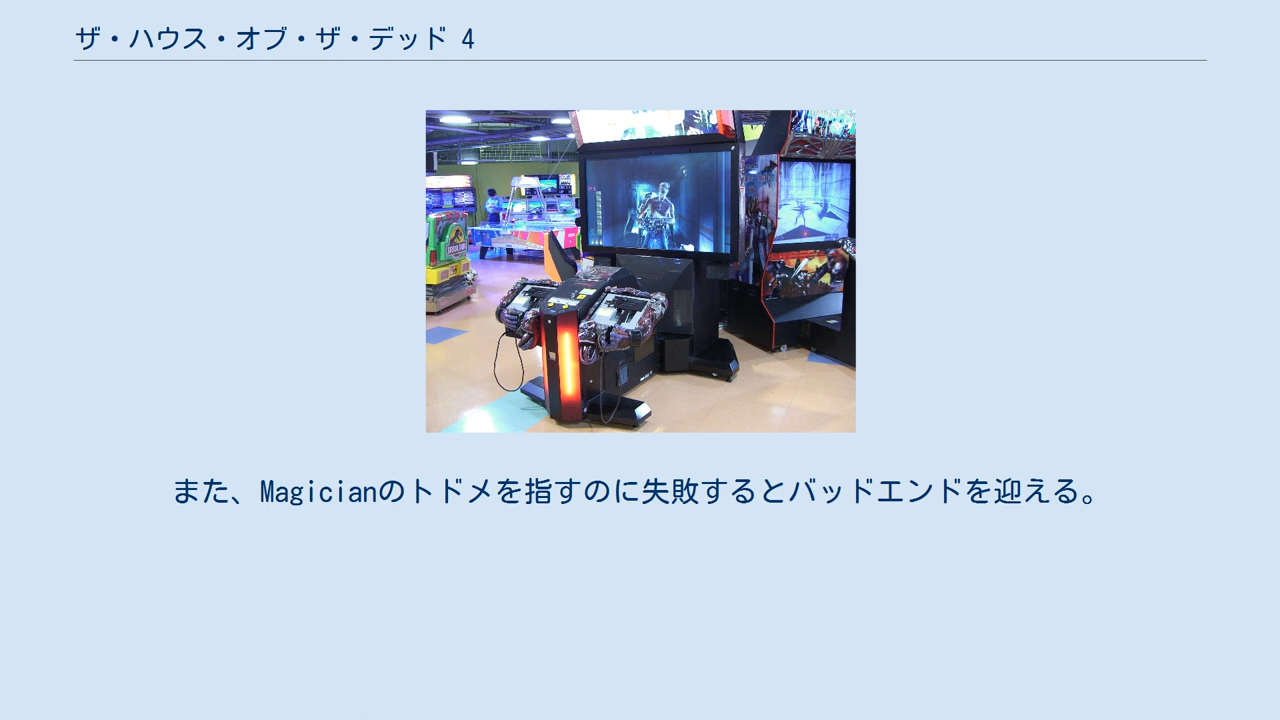 ザ・ハウス・オブ・ザ・デッド 4
また、Magicianのトドメを指すのに失敗するとバッドエンドを迎える。